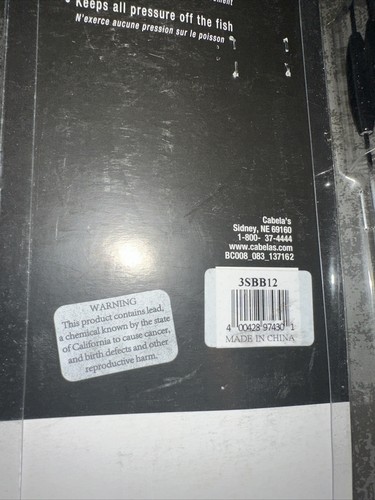 • Keeps all pressure off the fish
N'exerce aucune pression sur le poisson
Cabela's
Sidney, NE 69160
1-800- 37-4444
www.cabelas.com
BC008_083_137162
3SBB12
4 00428 97430 1
MADE IN CHINA
WARNING
This product contains lead,
a chemical known by the state
of California to cause cancer,
and birth defects and other
reproductive harm.